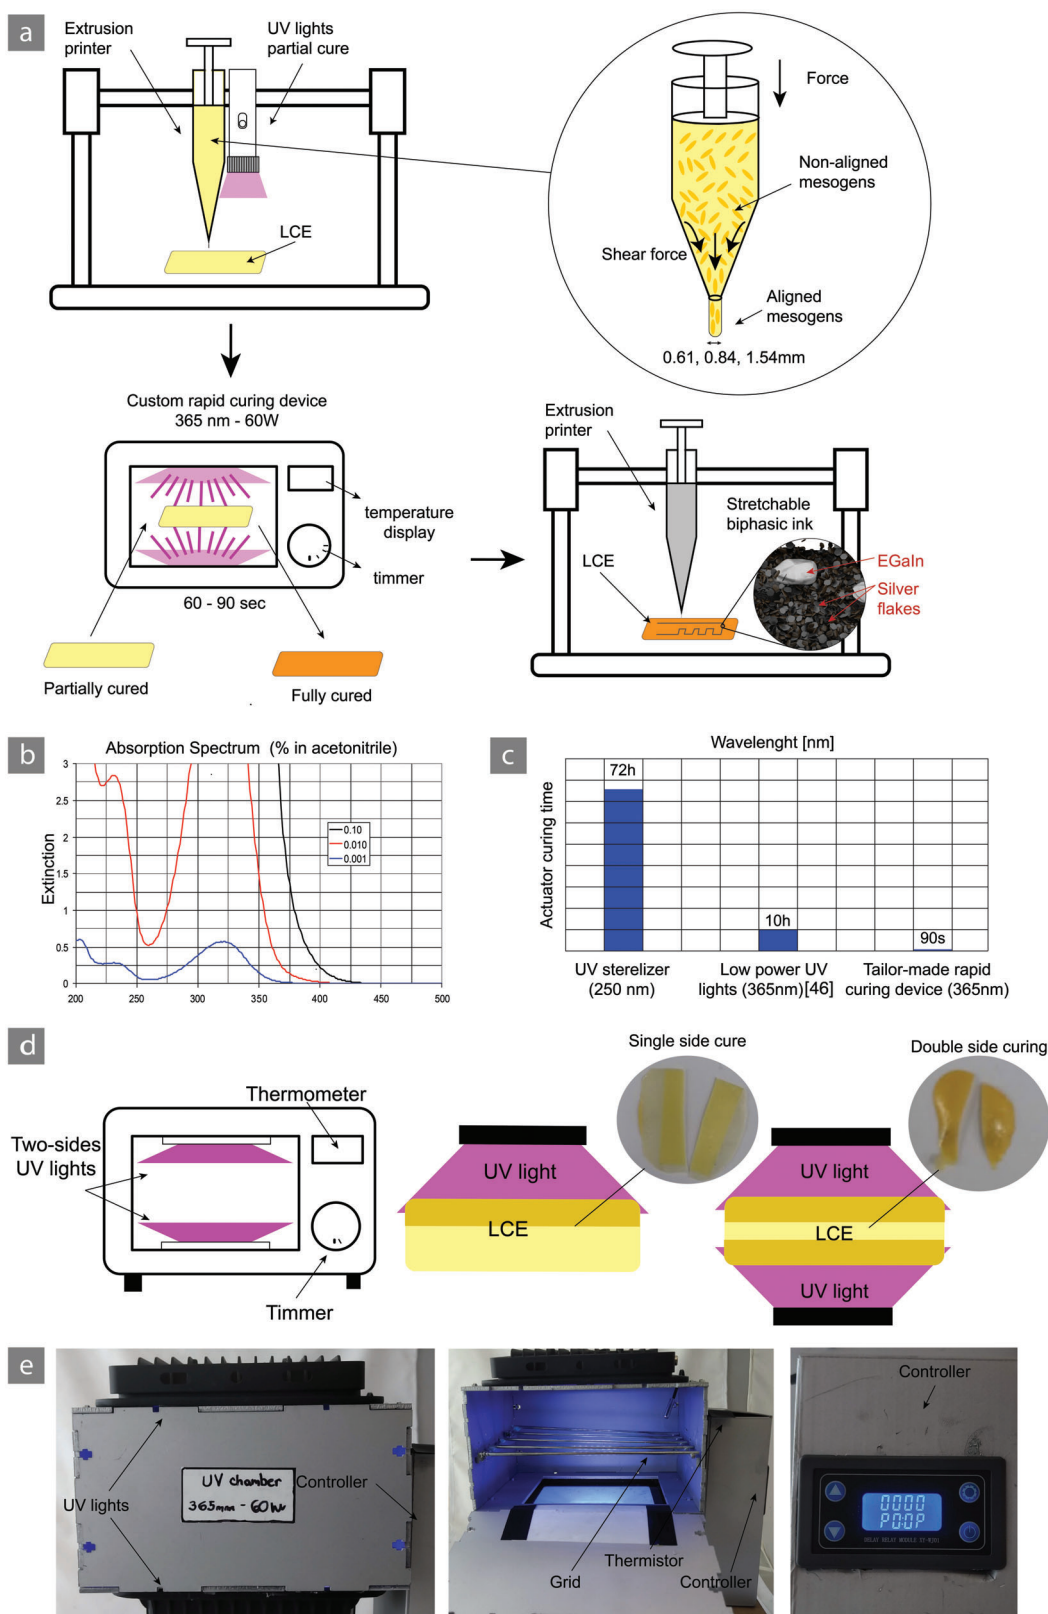 a
Extrusion
printer
UV lights
partial cure
LCE
Force
Non-aligned
mesogens
Shear force
Aligned
mesogens
0.61, 0.84, 1.54mm
Custom rapid curing device
365 nm - 60W
temperature
display
timmer
60 - 90 sec
Partially cured
Fully cured
Extrusion
printer
Stretchable
biphasic ink
LCE
EGaIn
Silver
flakes
b
Absorption Spectrum (% in acetonitrile)
Extinction
3
2.5
2
1.5
1
0.5
0
0.10
0.010
0.001
200
250
300
350
400
450
500
c
Wavelenght [nm]
Actuator curing time
72h
10h
90s
UV sterelizer
(250 nm)
Low power UV
lights (365nm)[46]
Tailor-made rapid
curing device (365nm)
d
Thermometer
Two-sides
UV lights
Timmer
Single side cure
UV light
LCE
Double side curing
UV light
LCE
UV light
e
UV chamber
365mm - 60W
UV lights
Controller
Thermistor
Grid
Controller
Controller
0000
P0:0P